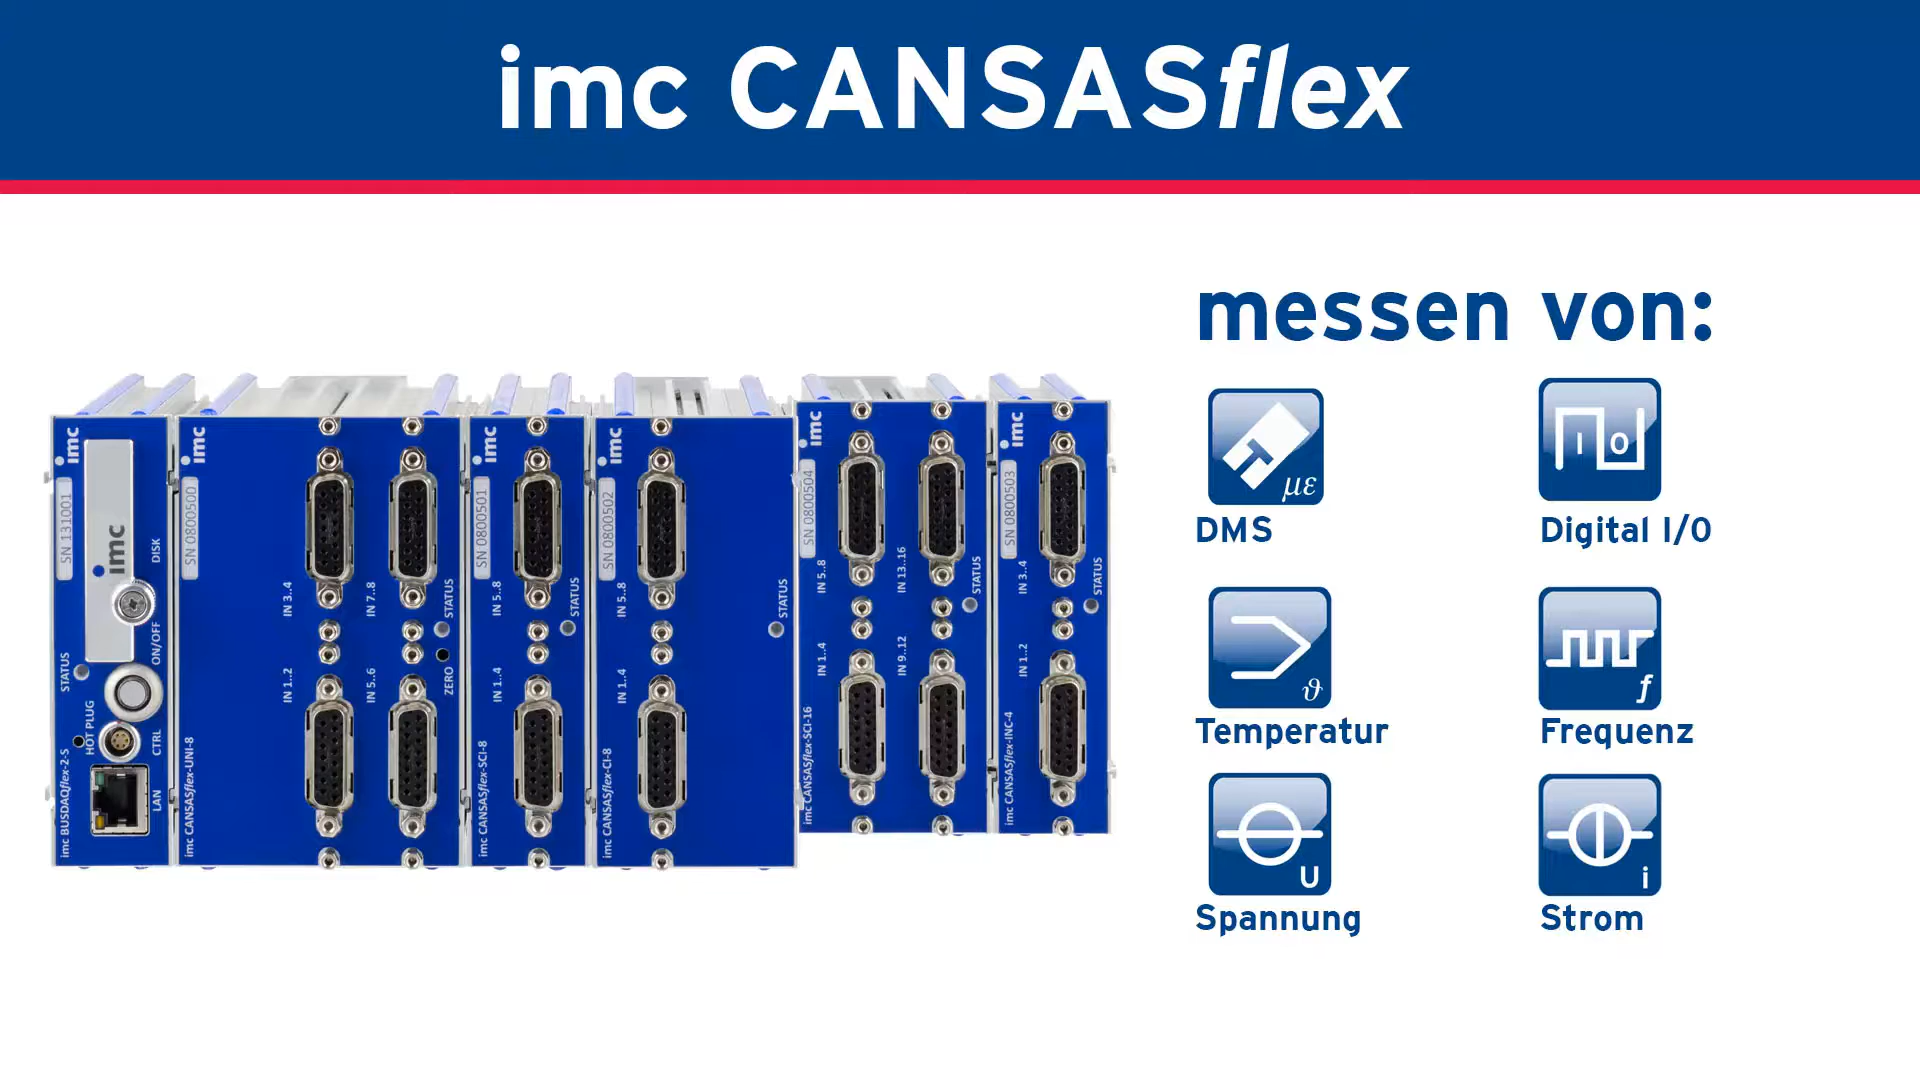 imc CANSASflex
messen von:
με
DMS
I O
Digital I/O
ϑ
Temperatur
f
Frequenz
U
Spannung
i
Strom
imc
SN 131001
imc
DISK
ON/OFF
STATUS
HOT PLUG
CTRL
LAN
imc BUSDAQflex-2-S
imc
SN 0800500
IN 3..4
IN 7..8
STATUS
IN 1..2
IN 5..6
ZERO
imc CANSASflex-UNI-8
imc
SN 0800501
IN 5..8
STATUS
IN 1..4
imc CANSASflex-SCI-8
imc
SN 0800502
IN 5..8
STATUS
IN 1..4
imc CANSASflex-CI-8
imc
SN 0800504
IN 5..8
IN 13..16
STATUS
IN 1..4
IN 9..12
imc CANSASflex-SCI-16
imc
SN 0800503
IN 3..4
STATUS
IN 1..2
imc CANSASflex-INC-4